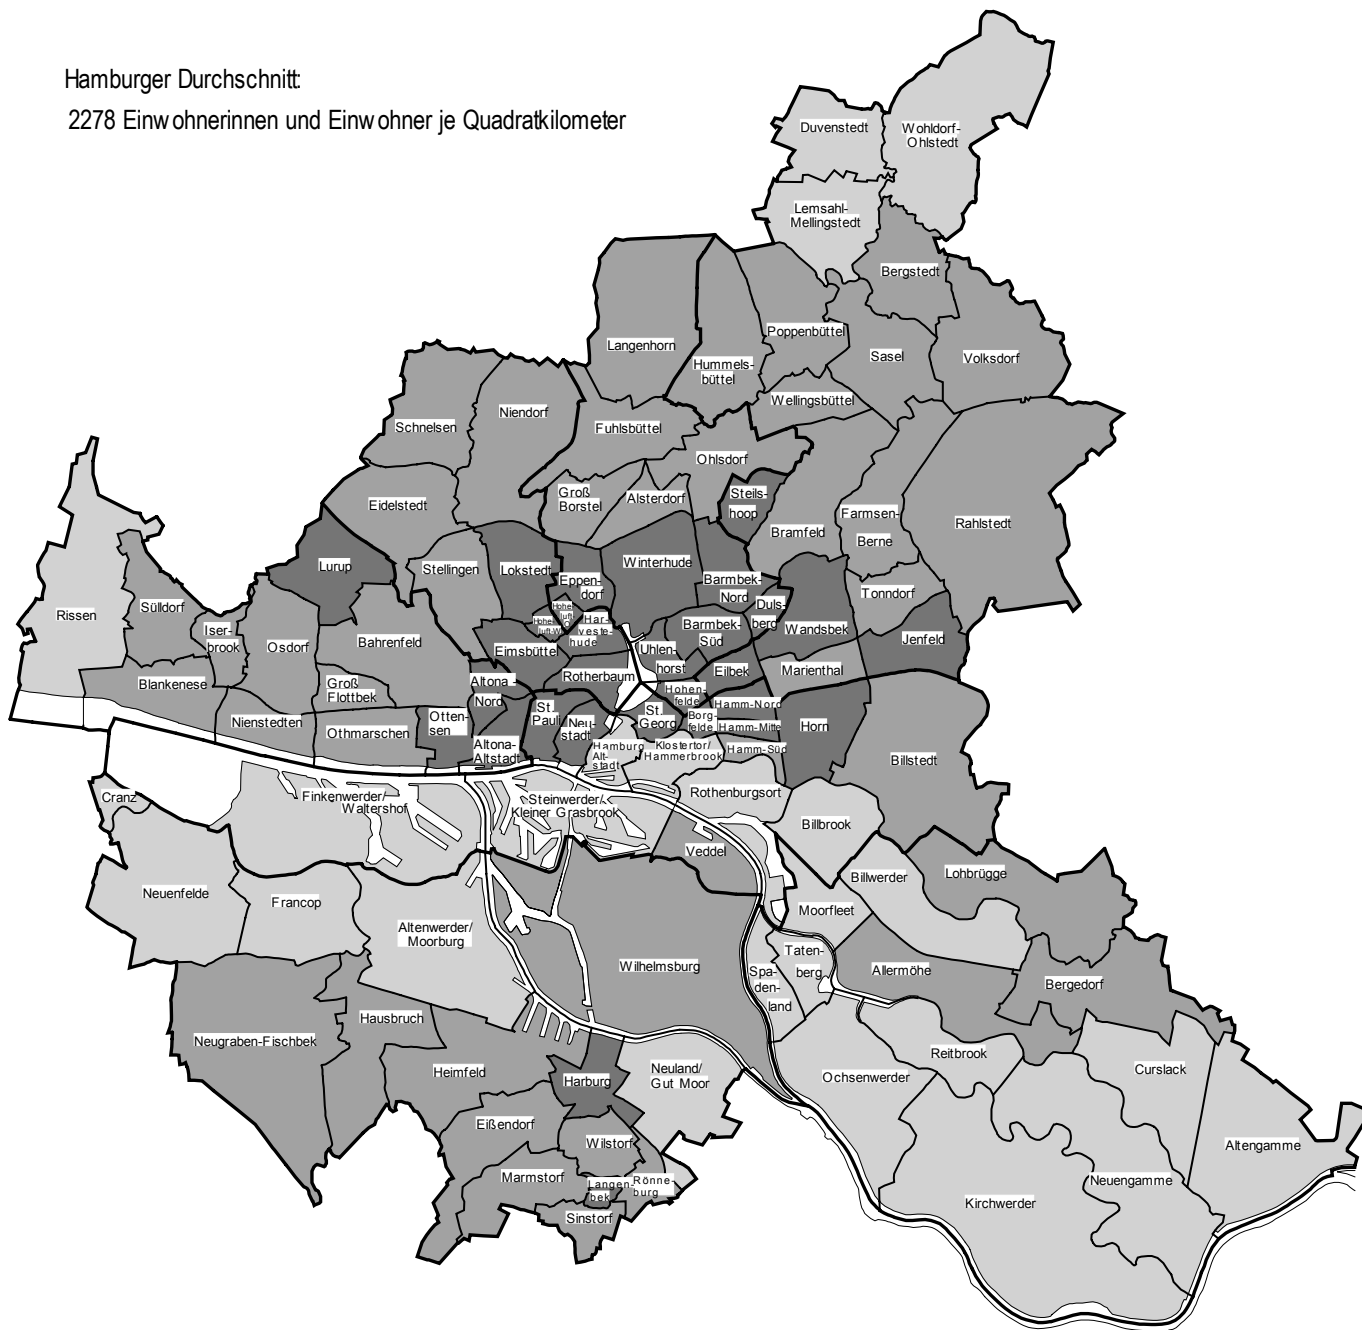 Hamburger Durchschnitt:
2278 Einwohnerinnen und Einwohner je Quadratkilometer
Duvenstedt
Wohldorf-
Ohlstedt
Lemsahl-
Mellingstedt
Bergstedt
Poppenbüttel
Langenhorn
Hummels-
büttel
Sasel
Volksdorf
Wellingsbüttel
Niendorf
Schnelsen
Fuhlsbüttel
Ohlsdorf
Eidelstedt
Groß
Borstel
Alsterdorf
Steils-
hoop
Bramfeld
Farmsen-
Berne
Rahlstedt
Lurup
Stellingen
Lokstedt
Eppen-
dorf
Winterhude
Barmbek-
Nord
Duls-
berg
Tonndorf
Rissen
Sülldorf
Iser-
brook
Osdorf
Bahrenfeld
Hohe-
luft-
Hohe-
luft-W
Har-
veste-
hude
Eimsbüttel
Barmbek-
Süd
Wandsbek
Jenfeld
Uhlen-
horst
Eilbek
Marienthal
Blankenese
Groß
Flottbek
Altona -
Nord
Rotherbaum
Hohen-
felde
Hamm-Nord
Nienstedten
Othmarschen
Otten-
sen
Altona-
Altstadt
St.
Pauli
Neu-
stadt
St.
Georg
Borg-
felde
Hamm-Mitte
Horn
Hamburg
Alt-
stadt
Klostertor/
Hammerbrook
Hamm-Süd
Billstedt
Cranz
Finkenwerder/
Waltershof
Steinwerder/
Kleiner Grasbrook
Rothenburgsort
Billbrook
Veddel
Neuenfelde
Francop
Altenwerder/
Moorburg
Billwerder
Lohbrügge
Moorfleet
Wilhelmsburg
Spa-
den-
land
Taten-
berg
Allermöhe
Bergedorf
Neugraben-Fischbek
Hausbruch
Heimfeld
Harburg
Neuland/
Gut Moor
Ochsenwerder
Reitbrook
Curslack
Eißendorf
Wilstorf
Altengamme
Marmstorf
Langen-
bek
Rönne-
burg
Sinstorf
Kirchwerder
Neuengamme